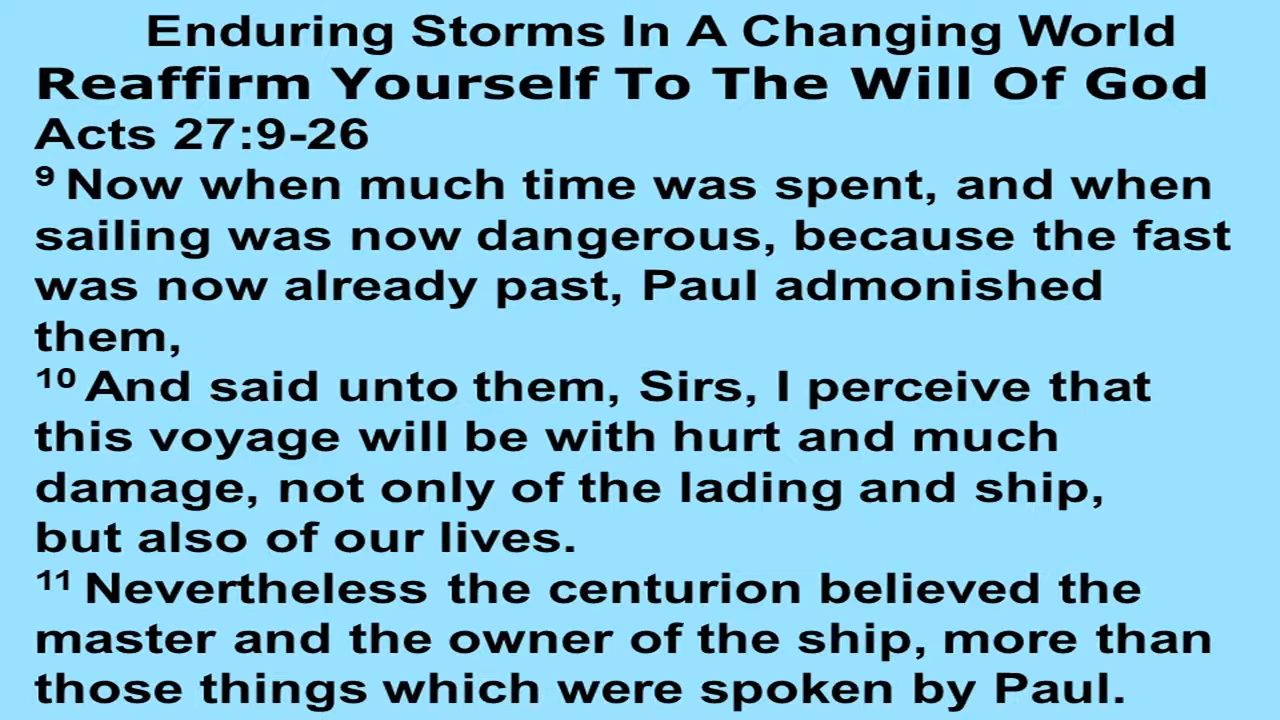 Enduring Storms In A Changing World
Reaffirm Yourself To The Will Of God
Acts 27:9-26
9 Now when much time was spent, and when
sailing was now dangerous, because the fast
was now already past, Paul admonished
them,
10 And said unto them, Sirs, I perceive that
this voyage will be with hurt and much
damage, not only of the lading and ship,
but also of our lives.
11 Nevertheless the centurion believed the
master and the owner of the ship, more than
those things which were spoken by Paul.